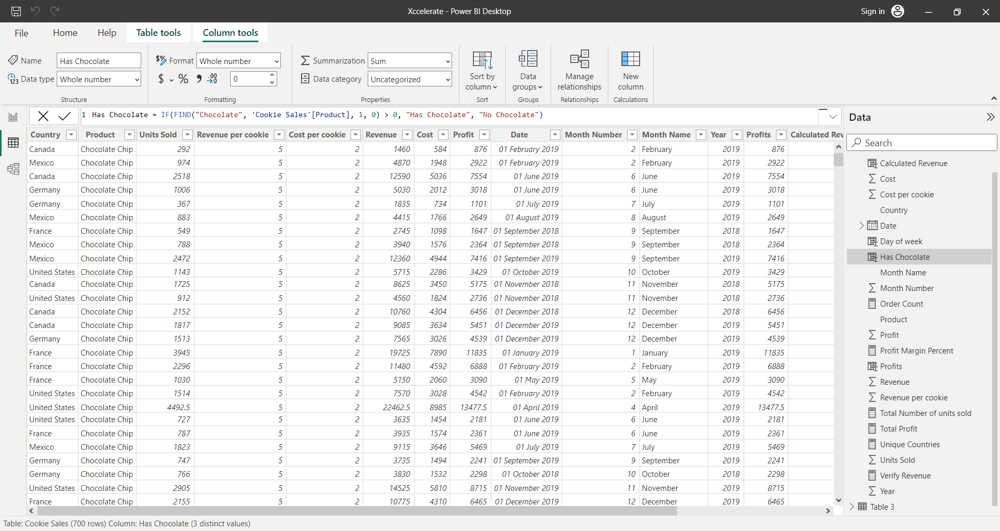 Xccelerate - Power BI Desktop
Sign in
File Home Help Table tools Column tools
Name Has Chocolate
Format Whole number
Summarization Sum
Sort by column
Data groups
Manage relationships
New column
Data type Whole number
$ % 0
Data category Uncategorized
Structure Formatting Properties Sort Groups Relationships Calculations
1 Has Chocolate = IF(FIND("Chocolate", 'Cookie Sales'[Product], 1, 0) > 0, "Has Chocolate", "No Chocolate")
Country Product Units Sold Revenue per cookie Cost per cookie Revenue Cost Profit Date Month Number Month Name Year Profits Calculated Rev
Canada Chocolate Chip 292 5 2 1460 584 876 01 February 2019 2 February 2019 876
Mexico Chocolate Chip 974 5 2 4870 1948 2922 01 February 2019 2 February 2019 2922
Canada Chocolate Chip 2518 5 2 12590 5036 7554 01 June 2019 6 June 2019 7554
Germany Chocolate Chip 1006 5 2 5030 2012 3018 01 June 2019 6 June 2019 3018
Germany Chocolate Chip 367 5 2 1835 734 1101 01 July 2019 7 July 2019 1101
Mexico Chocolate Chip 883 5 2 4415 1766 2649 01 August 2019 8 August 2019 2649
France Chocolate Chip 549 5 2 2745 1098 1647 01 September 2018 9 September 2018 1647
Mexico Chocolate Chip 788 5 2 3940 1576 2364 01 September 2018 9 September 2018 2364
Mexico Chocolate Chip 2472 5 2 12360 4944 7416 01 September 2019 9 September 2019 7416
United States Chocolate Chip 1143 5 2 5715 2286 3429 01 October 2019 10 October 2019 3429
Canada Chocolate Chip 1725 5 2 8625 3450 5175 01 November 2018 11 November 2018 5175
United States Chocolate Chip 912 5 2 4560 1824 2736 01 November 2018 11 November 2018 2736
Canada Chocolate Chip 2152 5 2 10760 4304 6456 01 December 2018 12 December 2018 6456
Canada Chocolate Chip 1817 5 2 9085 3634 5451 01 December 2019 12 December 2019 5451
Germany Chocolate Chip 1513 5 2 7565 3026 4539 01 December 2019 12 December 2019 4539
France Chocolate Chip 3945 5 2 19725 7890 11835 01 January 2019 1 January 2019 11835
France Chocolate Chip 2296 5 2 11480 4592 6888 01 February 2019 2 February 2019 6888
France Chocolate Chip 1030 5 2 5150 2060 3090 01 May 2019 5 May 2019 3090
United States Chocolate Chip 1514 5 2 7570 3028 4542 01 February 2019 2 February 2019 4542
United States Chocolate Chip 4492.5 5 2 22462.5 8985 13477.5 01 April 2019 4 April 2019 13477.5
United States Chocolate Chip 727 5 2 3635 1454 2181 01 June 2019 6 June 2019 2181
France Chocolate Chip 787 5 2 3935 1574 2361 01 June 2019 6 June 2019 2361
Mexico Chocolate Chip 1823 5 2 9115 3646 5469 01 July 2019 7 July 2019 5469
Germany Chocolate Chip 747 5 2 3735 1494 2241 01 September 2019 9 September 2019 2241
Germany Chocolate Chip 766 5 2 3830 1532 2298 01 October 2018 10 October 2018 2298
United States Chocolate Chip 2905 5 2 14525 5810 8715 01 November 2019 11 November 2019 8715
France Chocolate Chip 2155 5 2 10775 4310 6465 01 December 2019 12 December 2019 6465
Data
Search
Calculated Revenue
Cost
Cost per cookie
Country
Date
Day of week
Has Chocolate
Month Name
Month Number
Order Count
Product
Profit
Profit Margin Percent
Profits
Revenue
Revenue per cookie
Total Number of units sold
Total Profit
Unique Countries
Units Sold
Verify Revenue
Year
Table 3
Table: Cookie Sales (700 rows) Column: Has Chocolate (3 distinct values)